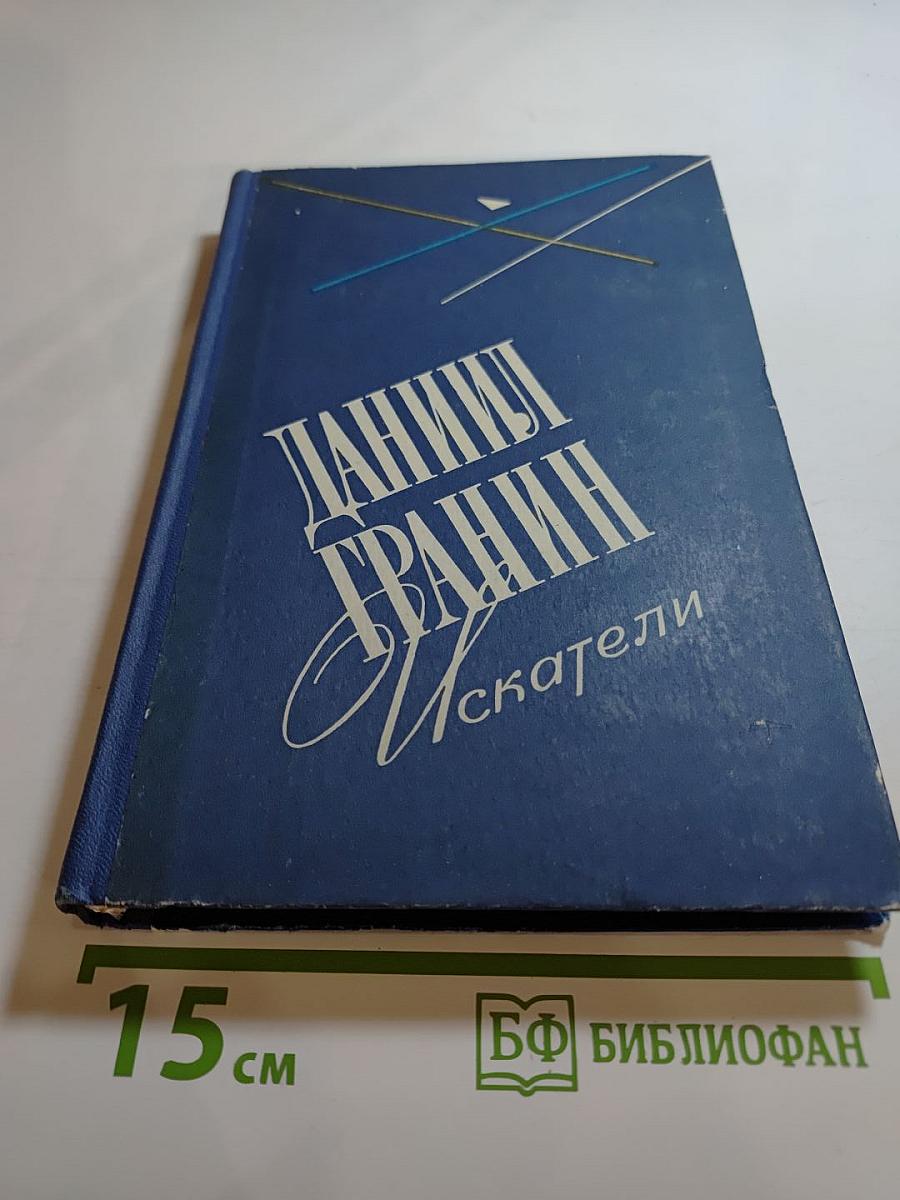 ДАНИИЛ
ГРАНИН
Искатели
15 см
БФ БИБЛИОФАН